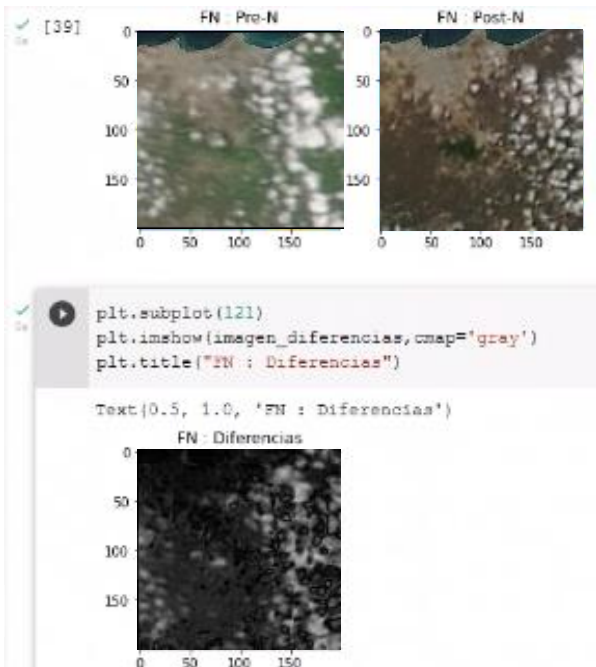 [39]
FN : Pre-N
FN : Post-N
0
50
100
150
0 50 100 150
0
50
100
150
0 50 100 150
plt.subplot(121)
plt.imshow(imagen_diferencias,cmap='gray')
plt.title("FN : Diferencias")
Text(0.5, 1.0, 'FN : Diferencias')
FN : Diferencias
0
50
100
150
0 50 100 150